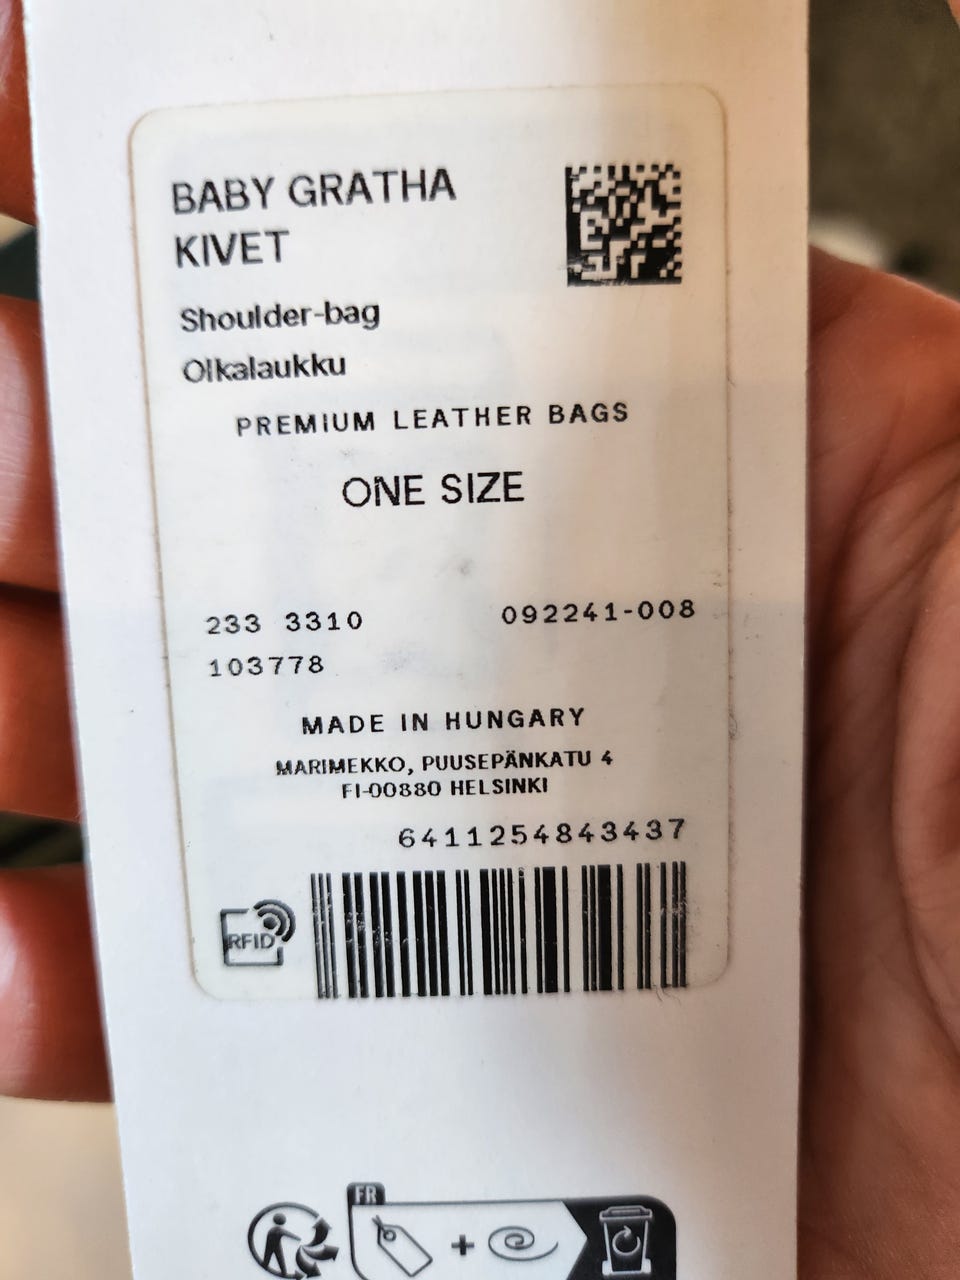 BABY GRATHA
KIVET
Shoulder-bag
Olkalaukku
PREMIUM LEATHER BAGS
ONE SIZE
233 3310 092241-008
103778
MADE IN HUNGARY
MARIMEKKO, PUUSEPÄNKATU 4
FI-00880 HELSINKI
6411254843437
RFID
FR